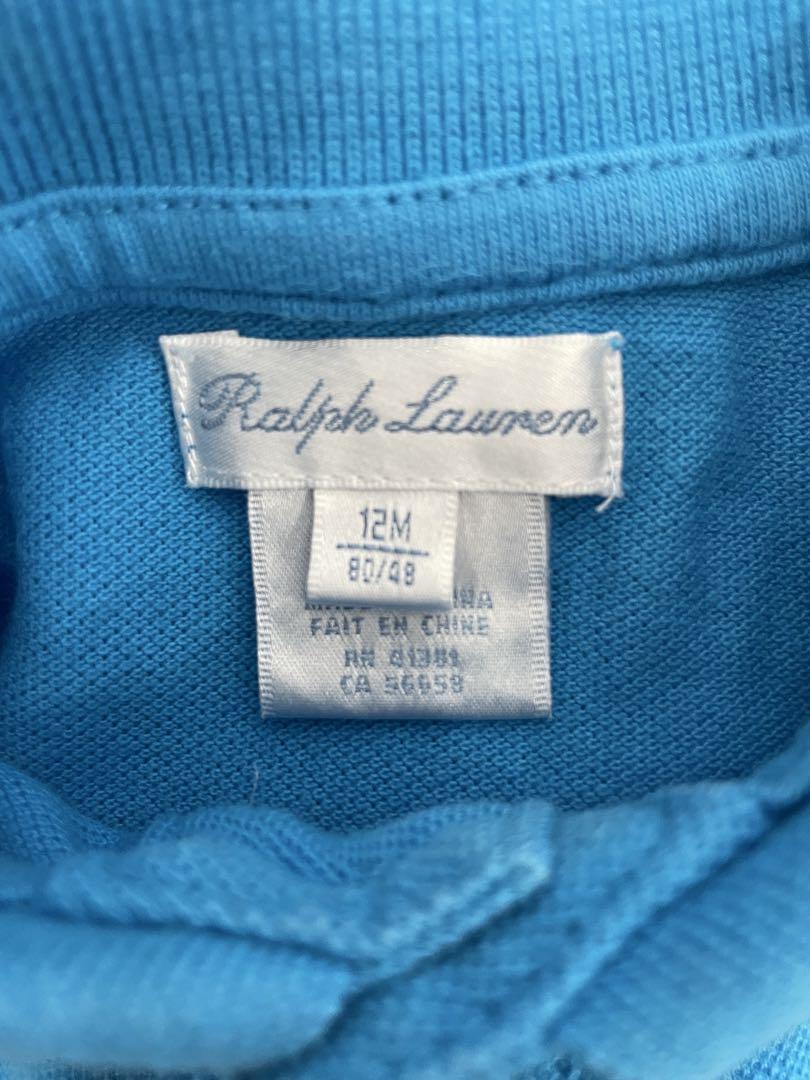 Ralph Lauren
12M
80/48
FAIT EN CHINE
RN 41381
CA 56658